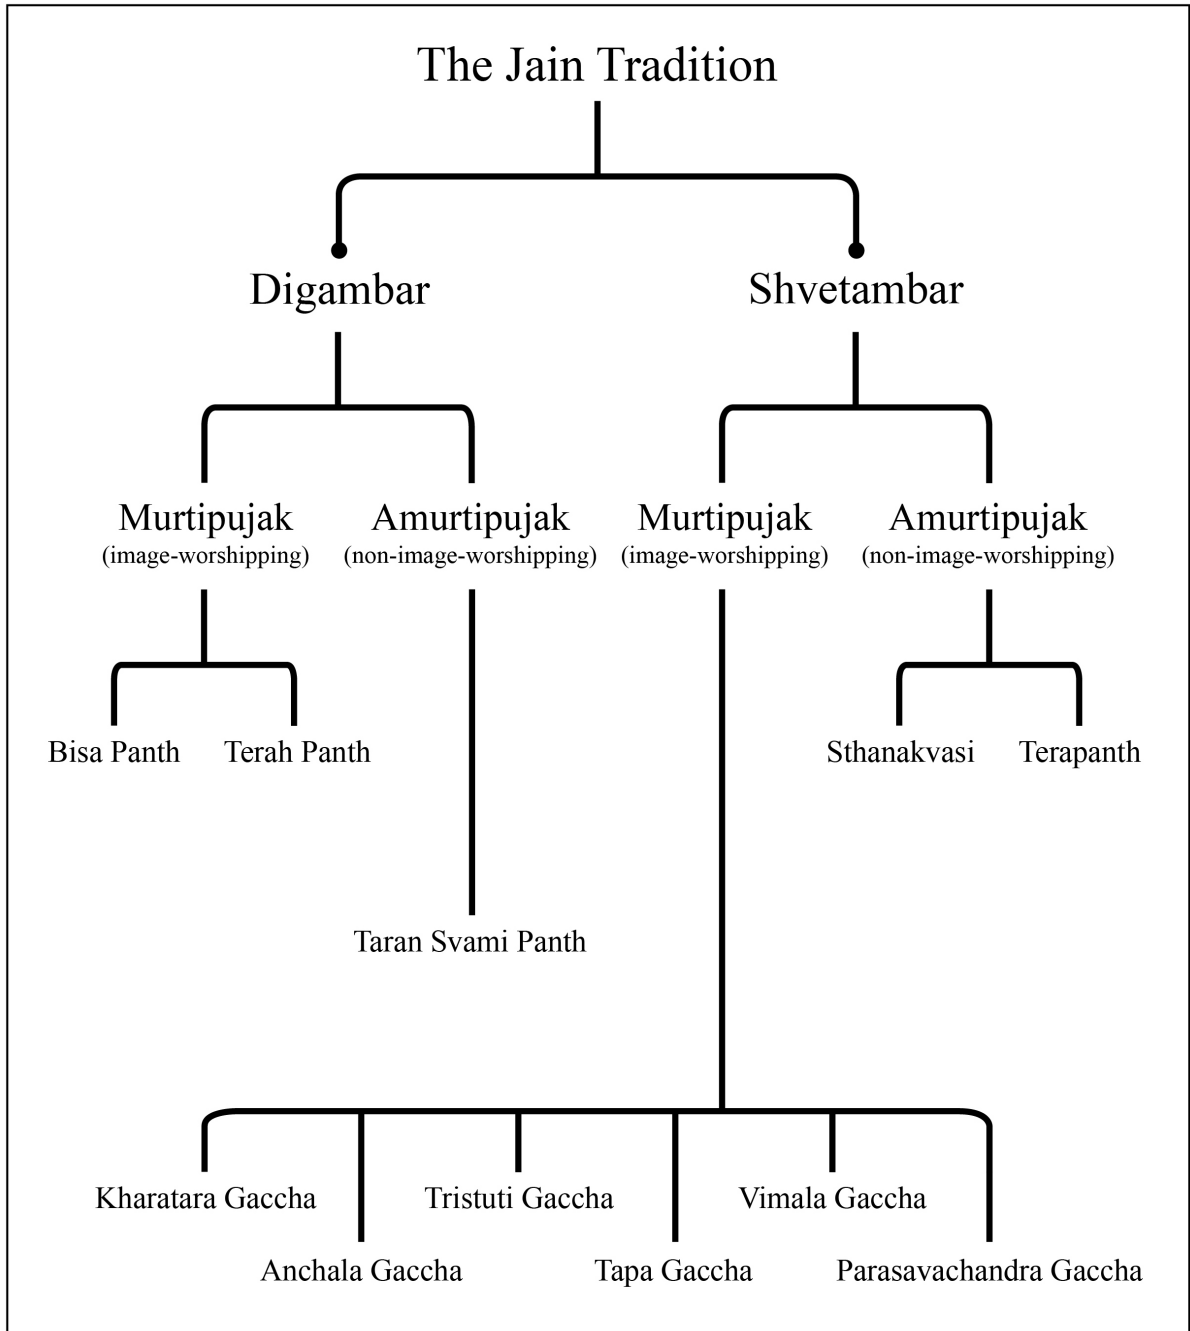 The Jain Tradition
Digambar Shvetambar
Murtipujak Amurtipujak Murtipujak Amurtipujak
(image-worshipping) (non-image-worshipping) (image-worshipping) (non-image-worshipping)
Bisa Panth Terah Panth Sthanakvasi Terapanth
Taran Svami Panth
Kharatara Gaccha Tristuti Gaccha Vimala Gaccha
Anchala Gaccha Tapa Gaccha Parasavachandra Gaccha